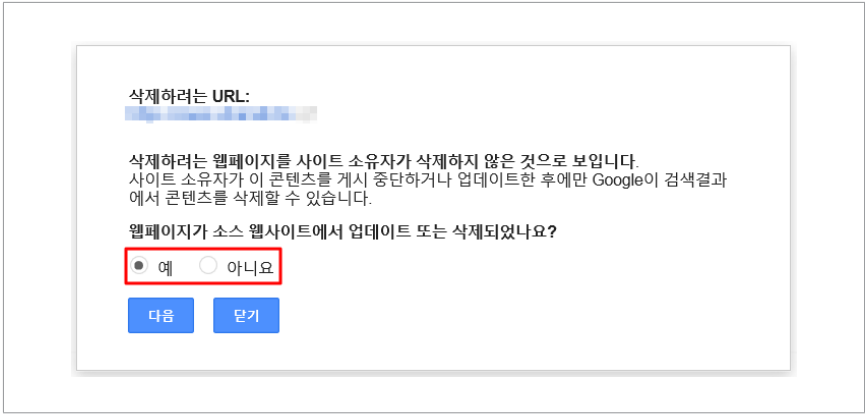 삭제하려는 URL:
삭제하려는 웹페이지를 사이트 소유자가 삭제하지 않은 것으로 보입니다.
사이트 소유자가 이 콘텐츠를 게시 중단하거나 업데이트한 후에만 Google이 검색결과
에서 콘텐츠를 삭제할 수 있습니다.
웹페이지가 소스 웹사이트에서 업데이트 또는 삭제되었나요?
예 아니요
다음 닫기